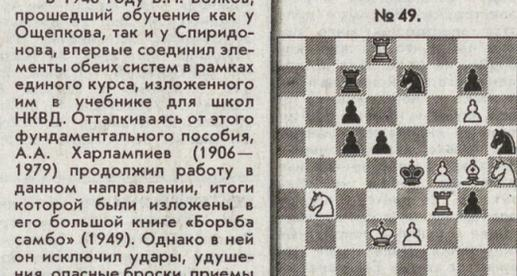 В 1940 году В.П. Волков,
прошедший обучение как у
Ощепкова, так и у Спиридо-
нова, впервые соединил эле-
менты обеих систем в рамках
единого курса, изложенного
им в учебнике для школ
НКВД. Отталкиваясь от этого
фундаментального пособия,
А.А. Харлампиев (1906—
1979) продолжил работу в
данном направлении, итоги
которой были изложены в
его большой книге «Борьба
самбо» (1949). Однако в ней
он исключил удары, удуше-
ния, опасные броски, приемы
№ 49.